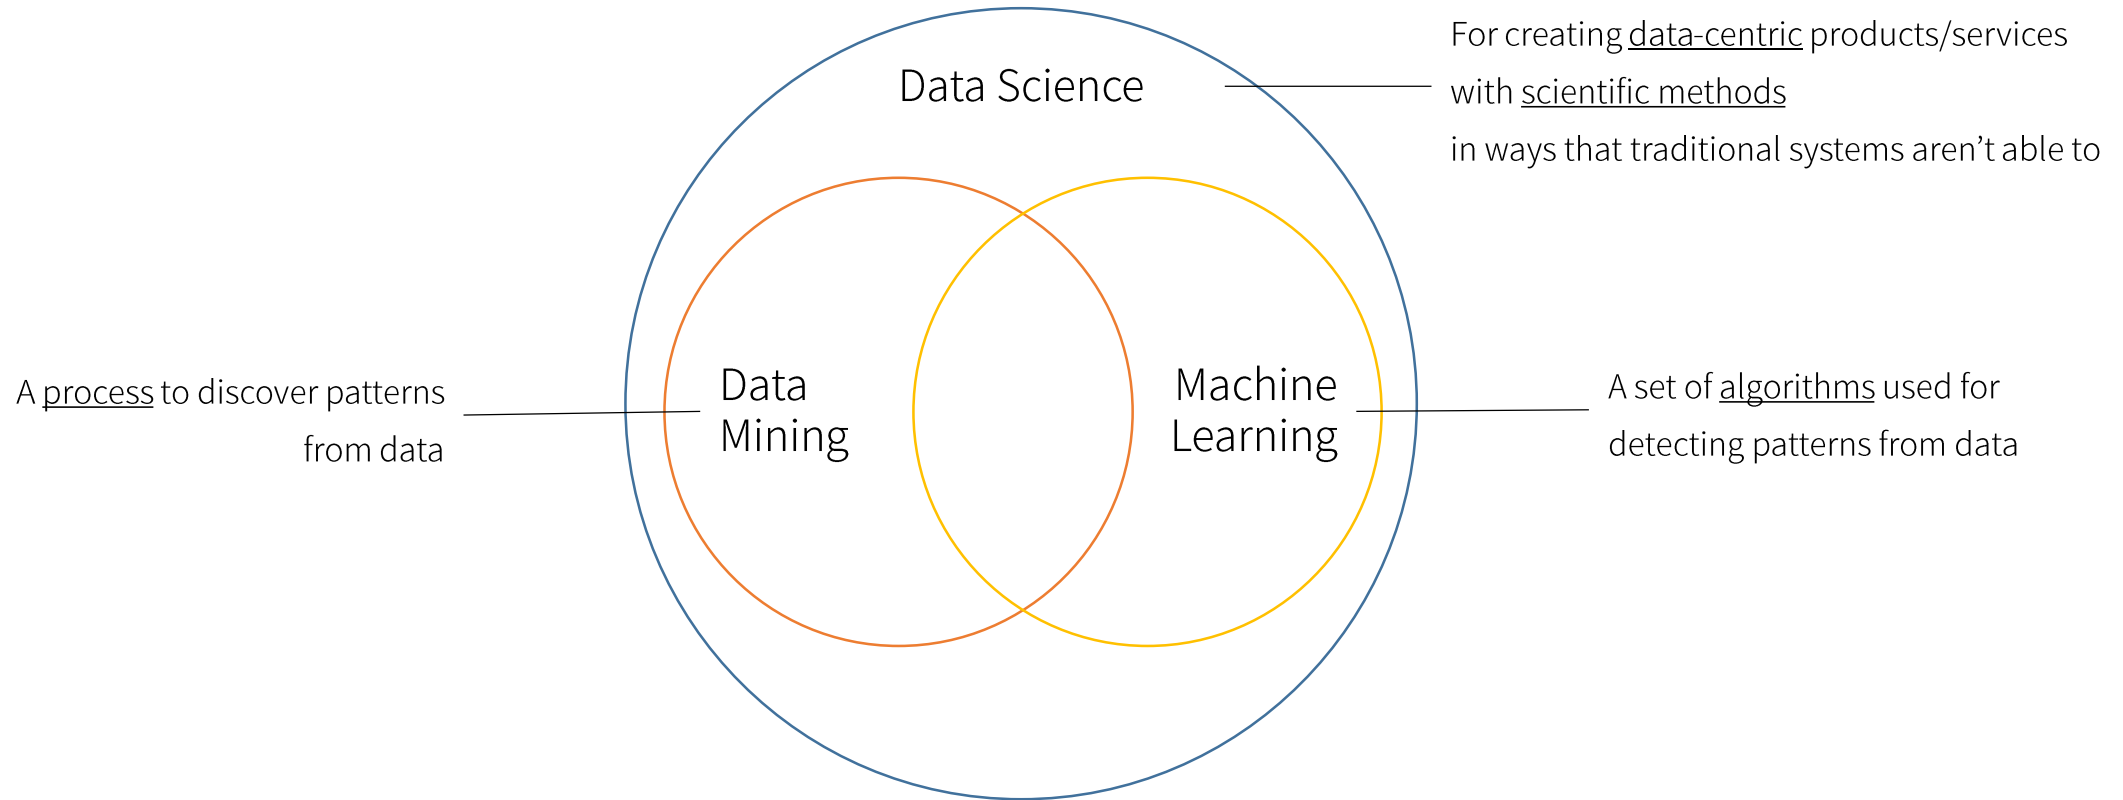 Data Science
For creating data-centric products/services
with scientific methods
in ways that traditional systems aren’t able to
A process to discover patterns
from data
Data
Mining
Machine
Learning
A set of algorithms used for
detecting patterns from data